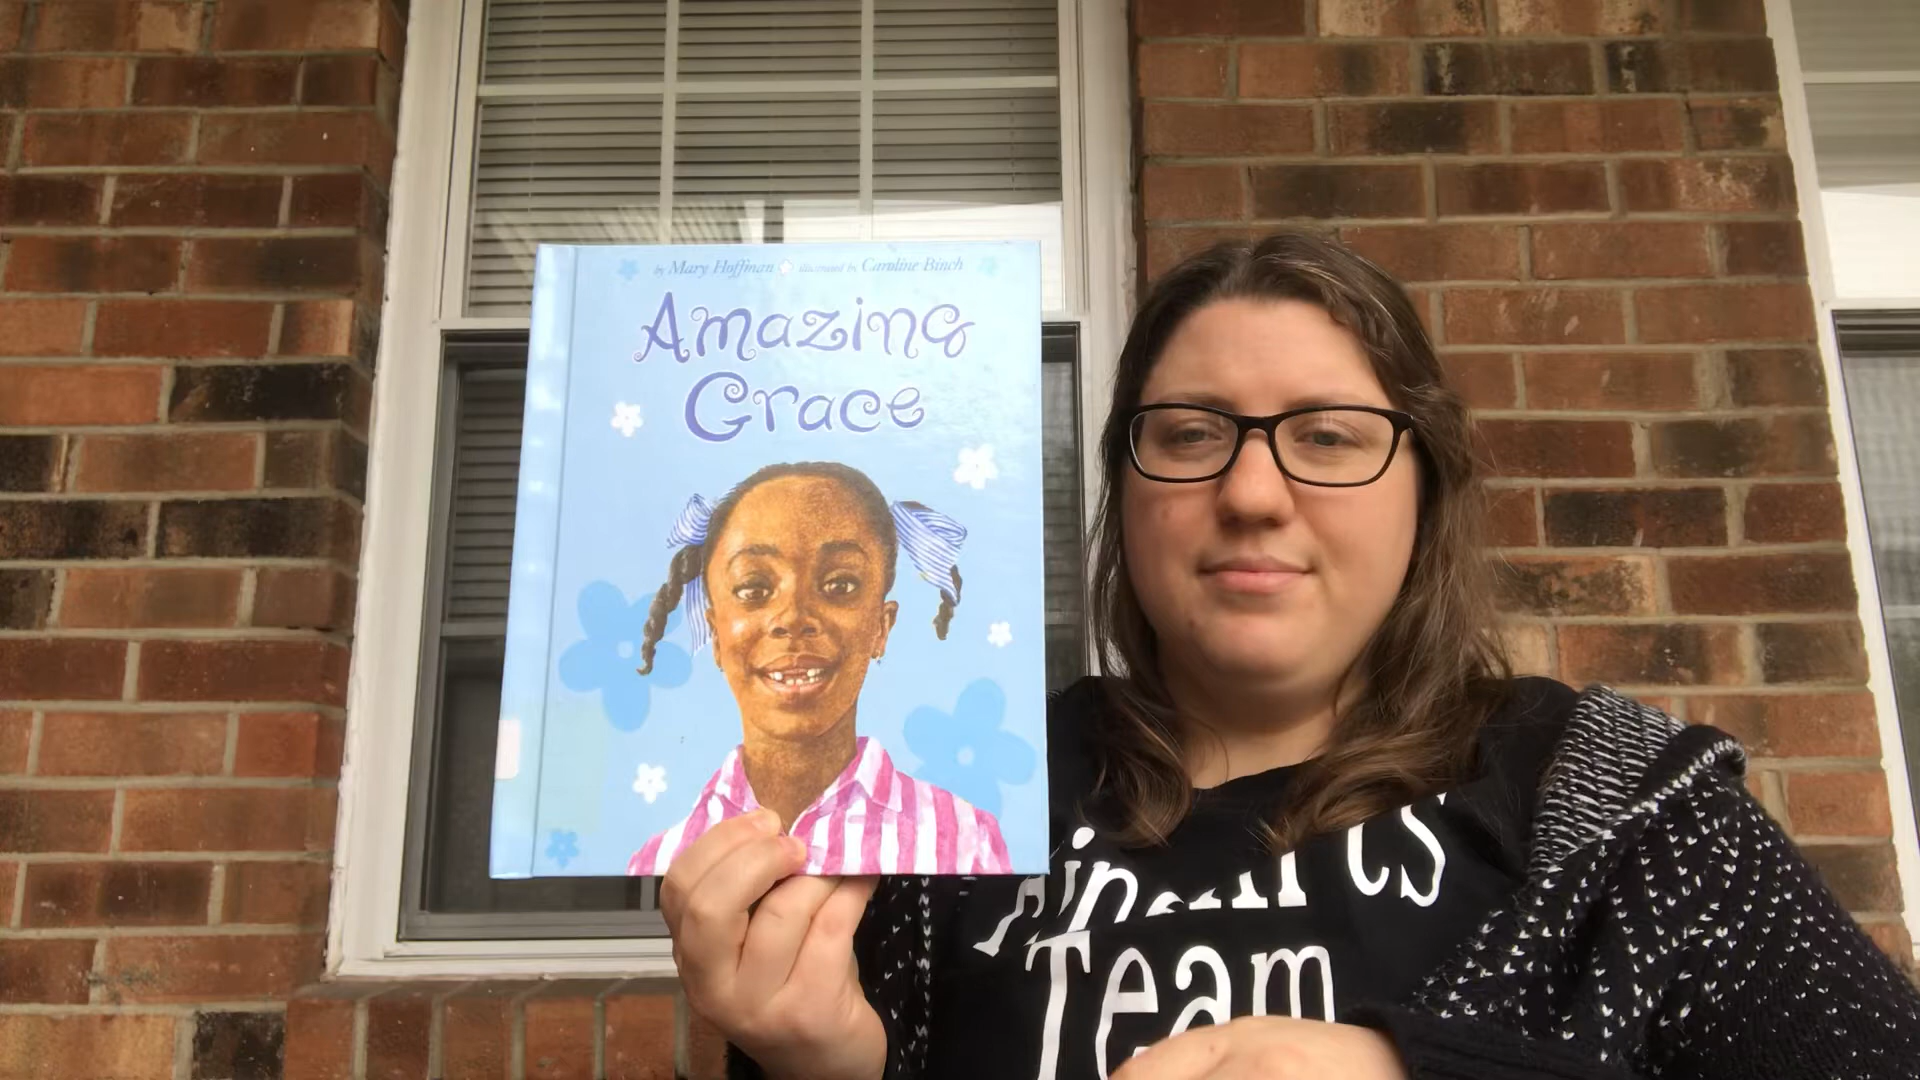 by Mary Hoffman illustrated by Caroline Binch
Amazing
Grace
Team